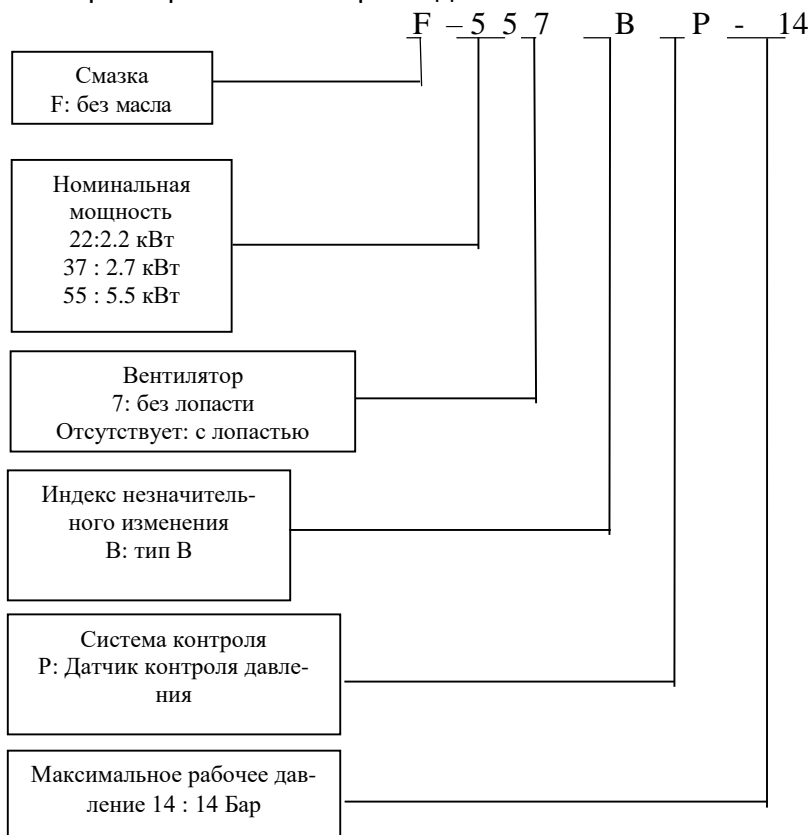 F – 5 5 7 B P - 14
Смазка
F: без масла
Номинальная
мощность
22:2.2 кВт
37 : 2.7 кВт
55 : 5.5 кВт
Вентилятор
7: без лопасти
Отсутствует: с лопастью
Индекс незначитель-
ного изменения
B: тип B
Система контроля
P: Датчик контроля давле-
ния
Максимальное рабочее дав-
ление 14 : 14 Бар